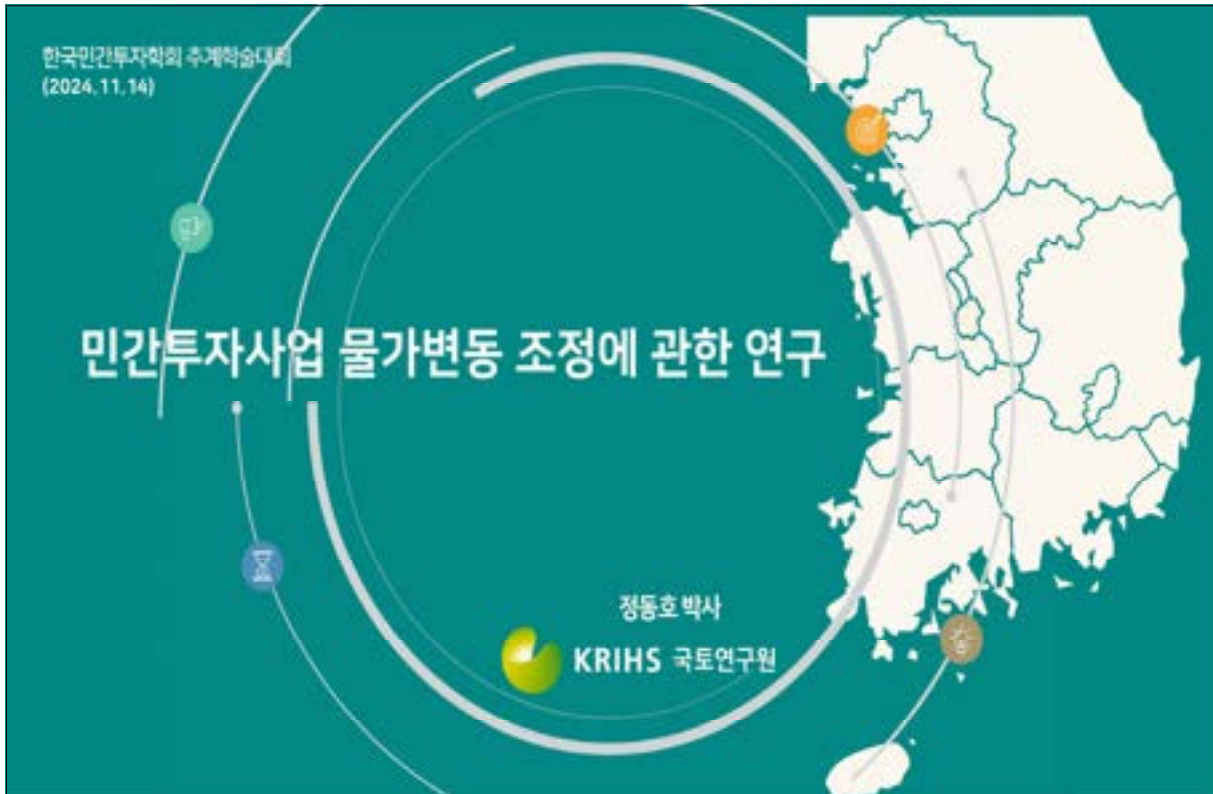 한국민간투자학회 추계학술대회
(2024.11.14)
민간투자사업 물가변동 조정에 관한 연구
정동호 박사
KRIHS 국토연구원